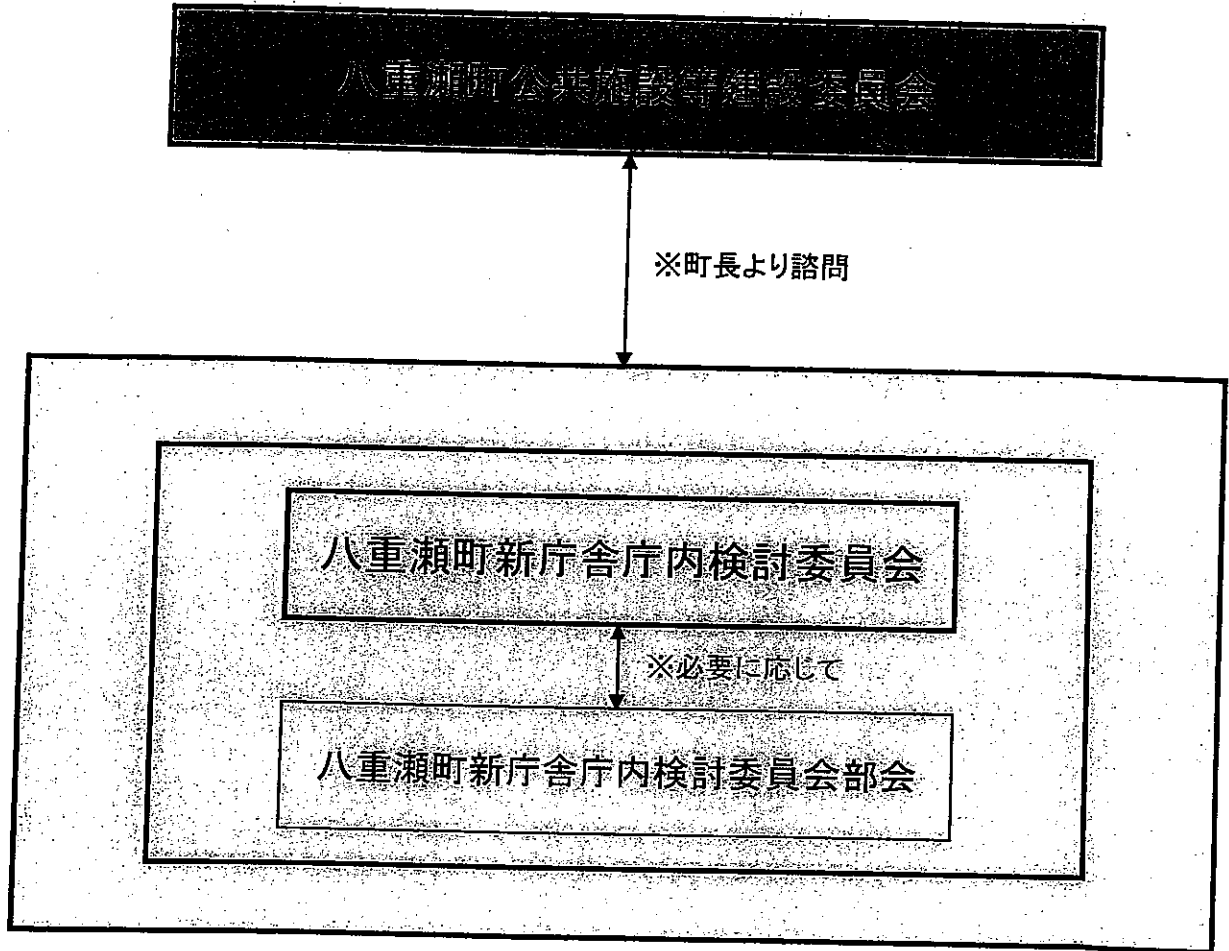 八重瀬町公共施設等建設委員会
※町長より諮問
八重瀬町新庁舎庁内検討委員会
※必要に応じて
八重瀬町新庁舎庁内検討委員会部会